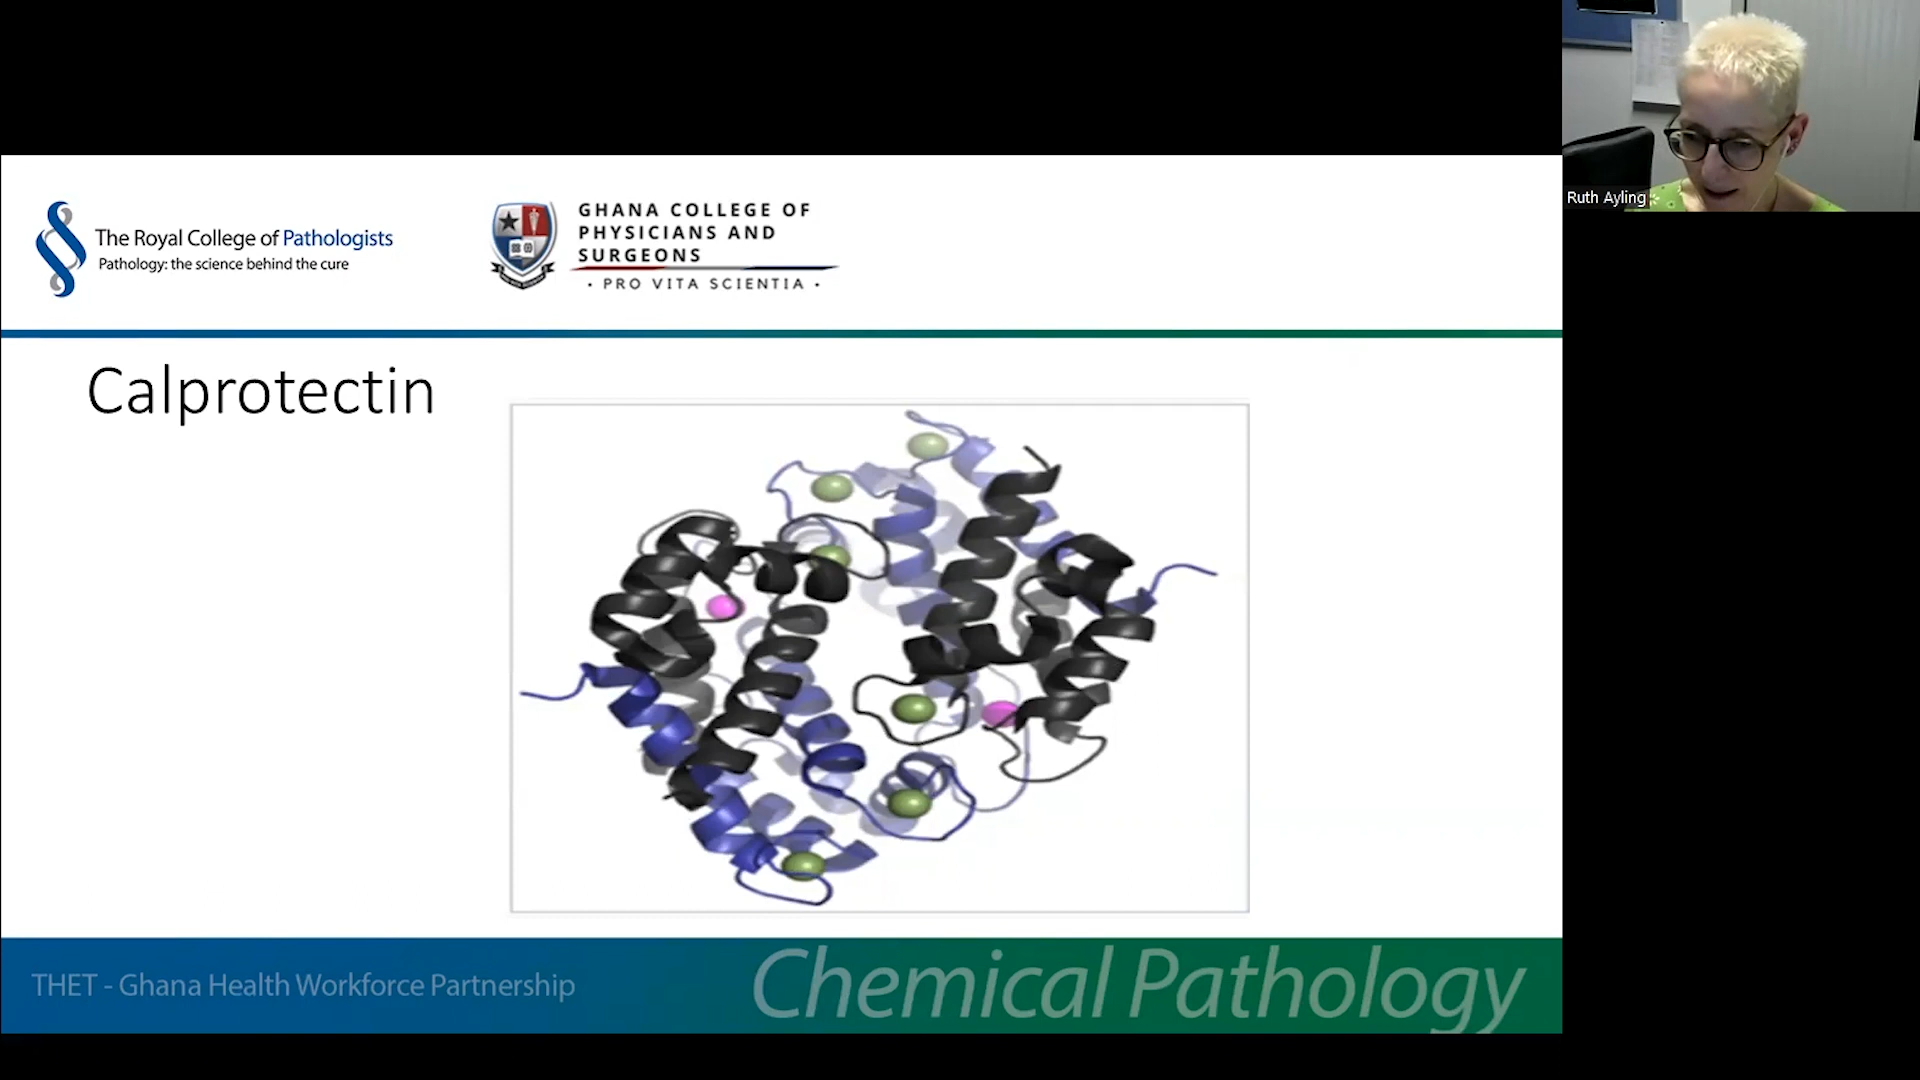 The Royal College of Pathologists
Pathology: the science behind the cure
GHANA COLLEGE OF
PHYSICIANS AND
SURGEONS
· PRO VITA SCIENTIA ·
Ruth Ayling
Calprotectin
THET - Ghana Health Workforce Partnership
Chemical Pathology